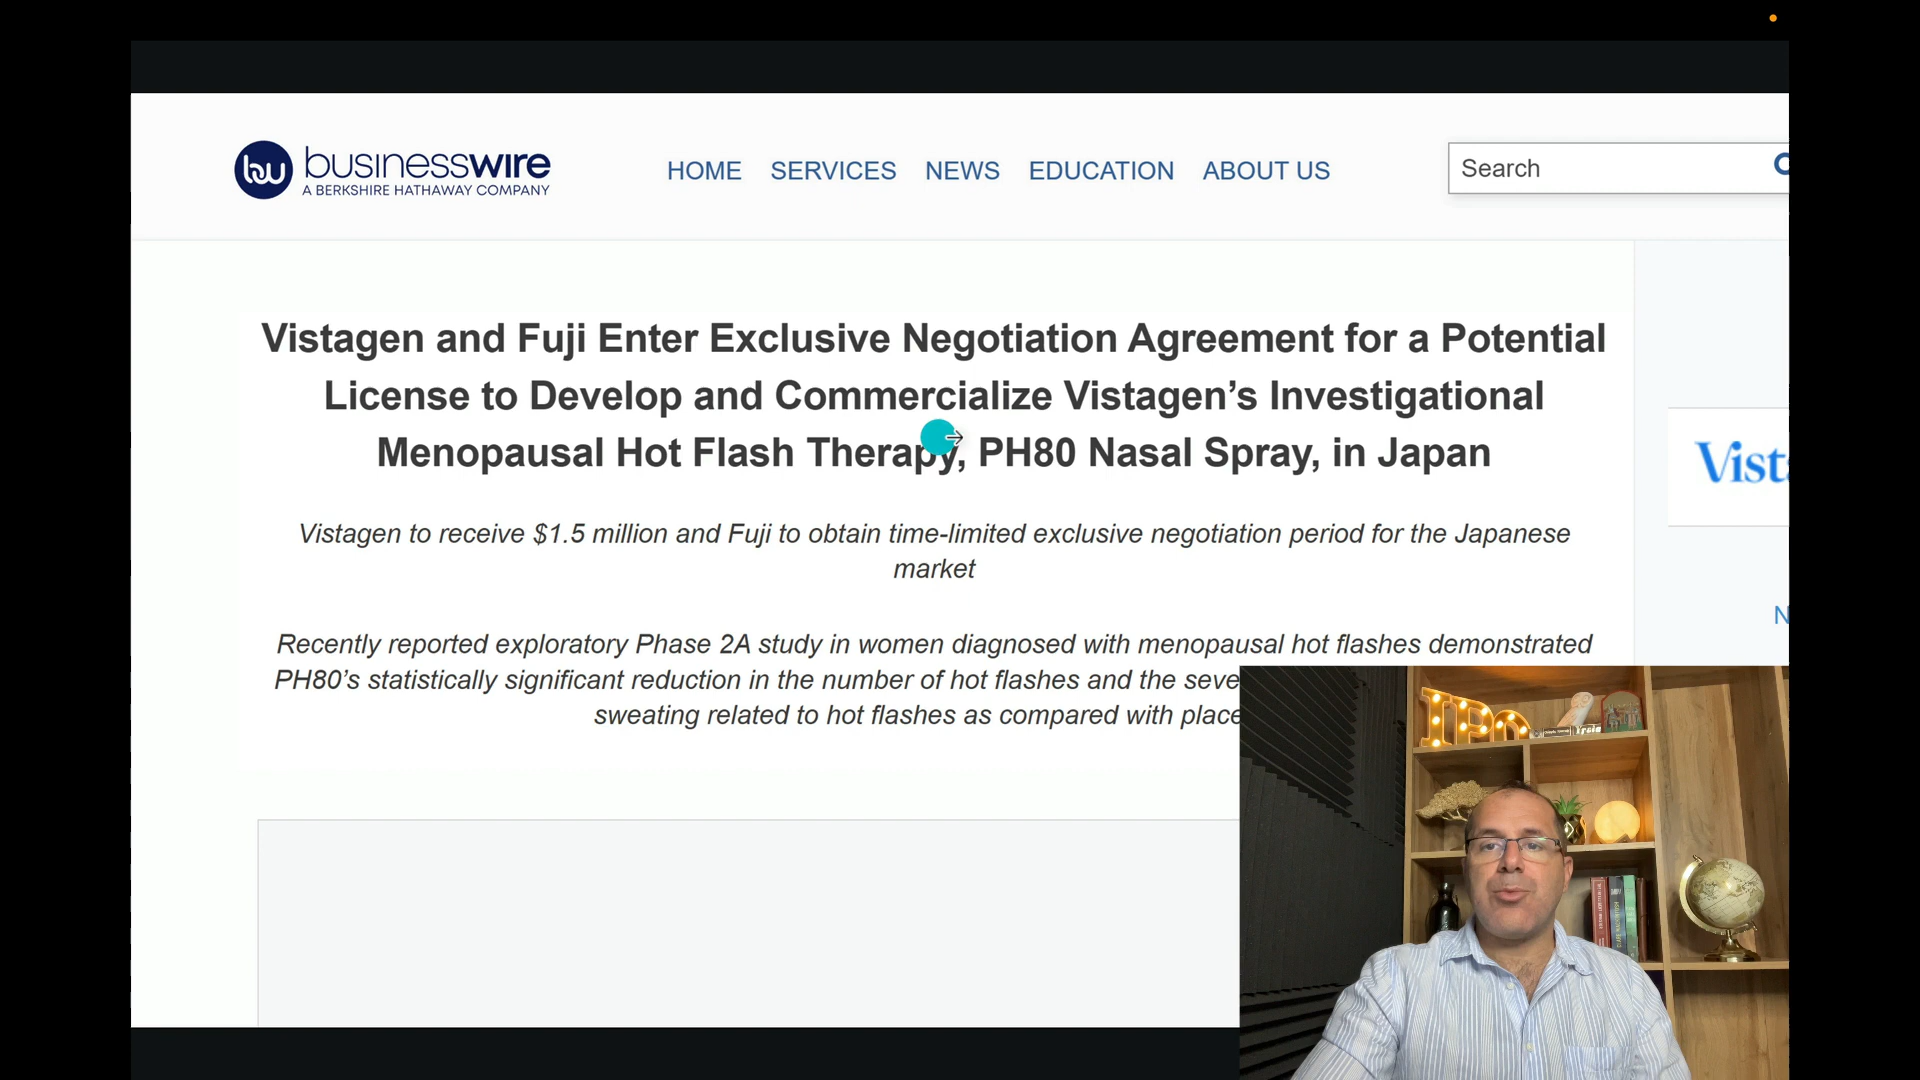 businesswire
A BERKSHIRE HATHAWAY COMPANY
HOME SERVICES NEWS EDUCATION ABOUT US
Search
Vistagen and Fuji Enter Exclusive Negotiation Agreement for a Potential
License to Develop and Commercialize Vistagen’s Investigational
Menopausal Hot Flash Therapy, PH80 Nasal Spray, in Japan
Vistagen to receive $1.5 million and Fuji to obtain time-limited exclusive negotiation period for the Japanese
market
Recently reported exploratory Phase 2A study in women diagnosed with menopausal hot flashes demonstrated
PH80’s statistically significant reduction in the number of hot flashes and the seve
sweating related to hot flashes as compared with place
Vista
N
IPO